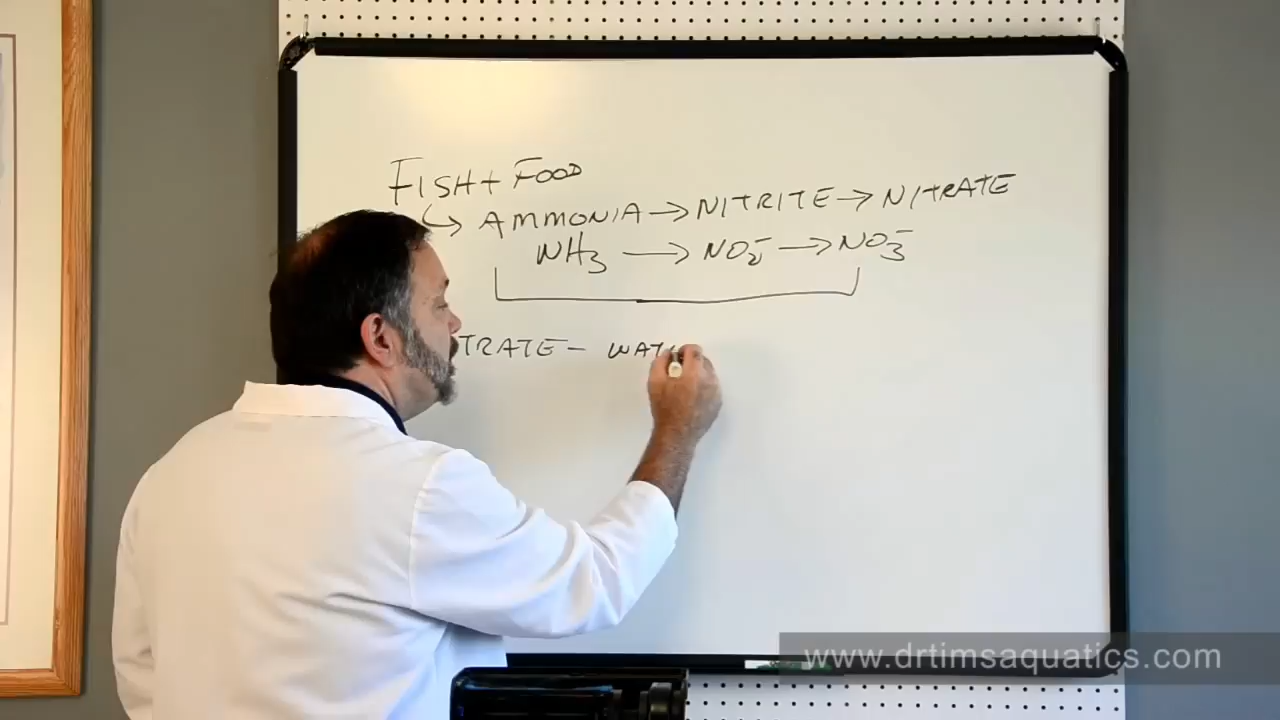 FISH + FOOD
↳ AMMONIA → NITRITE → NITRATE
NH₃ → NO₂⁻ → NO₃⁻
TRATE - WAT
www.drtimsaquatics.com